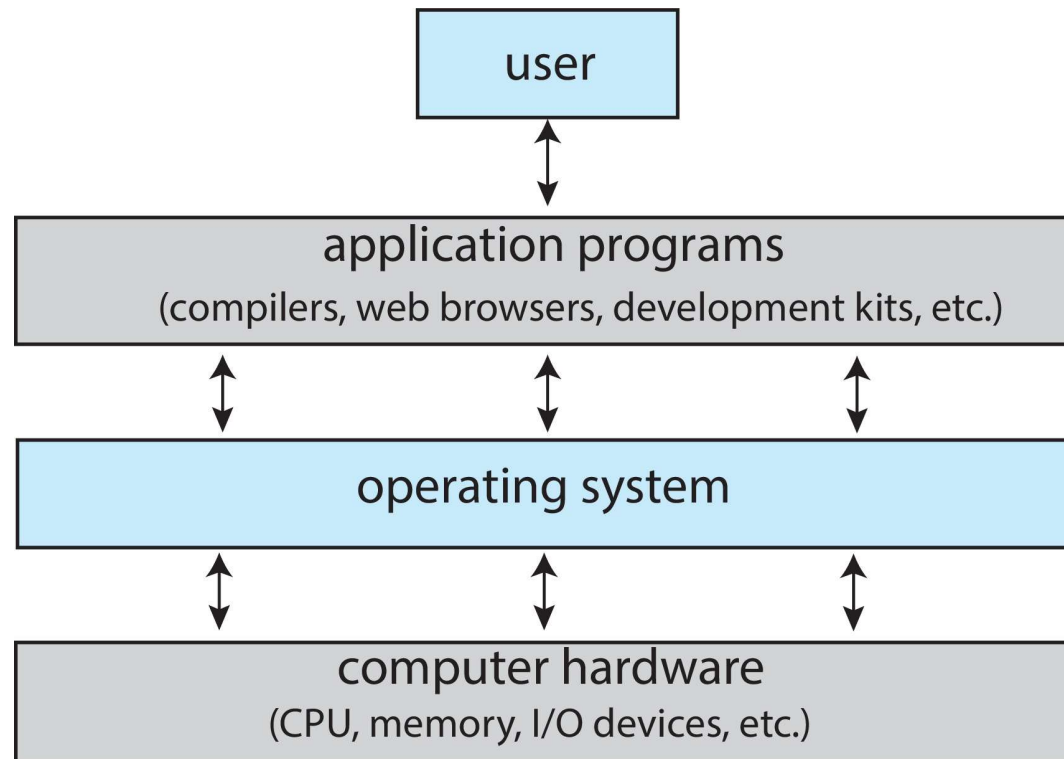 user
application programs
(compilers, web browsers, development kits, etc.)
operating system
computer hardware
(CPU, memory, I/O devices, etc.)